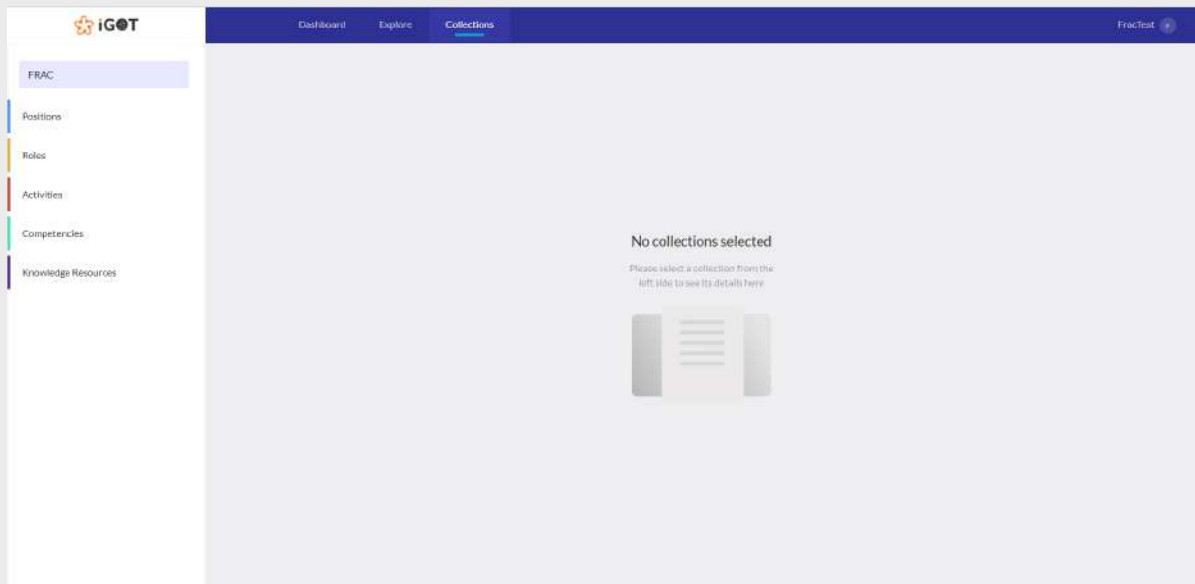 iGOT
Dashboard Explore Collections FracTest
FRAC
Positions
Roles
Activities
Competencies
Knowledge Resources
No collections selected
Please select a collection from the
left side to see its details here